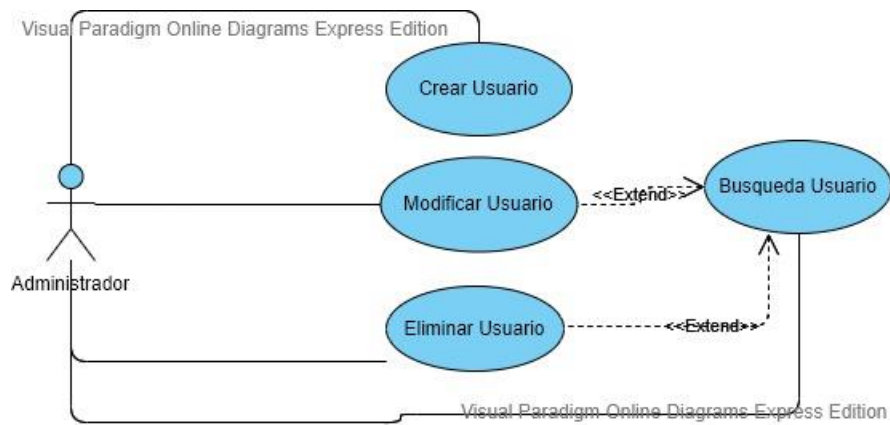 Visual Paradigm Online Diagrams Express Edition
Crear Usuario
Modificar Usuario
<<Extend>>
Busqueda Usuario
Administrador
Eliminar Usuario
<<Extend>>
Visual Paradigm Online Diagrams Express Edition